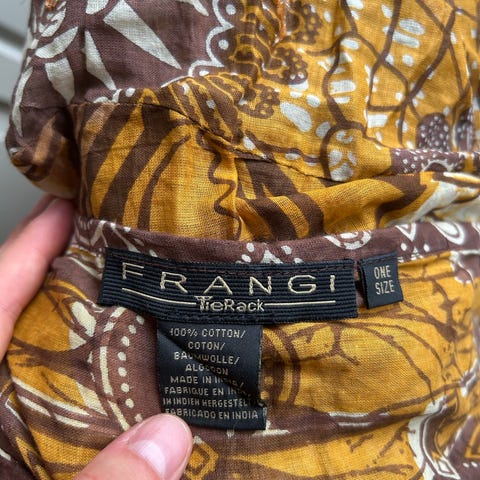 FRANGI
TieRack
ONE
SIZE
100% COTTON/
COTON/
BAUMWOLLE/
ALGODON
MADE IN INDIA/
FABRIQUE EN INDE/
IN INDIEN HERGESTELLT
FABRICADO EN INDIA